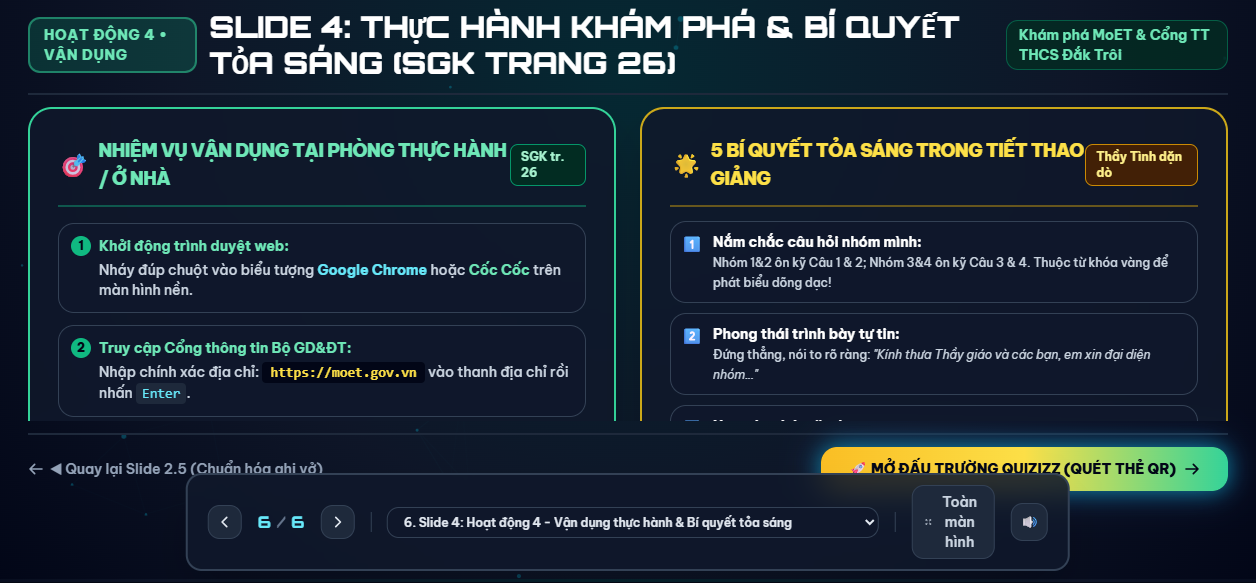 HOẠT ĐỘNG 4 •
VẬN DỤNG
SLIDE 4: THỰC HÀNH KHÁM PHÁ & BÍ QUYẾT
TỎA SÁNG (SGK TRANG 26)
Khám phá MoET & Cổng TT
THCS Đắk Trôi
NHIỆM VỤ VẬN DỤNG TẠI PHÒNG THỰC HÀNH
/ Ở NHÀ
SGK tr.
26
1 Khởi động trình duyệt web:
Nháy đúp chuột vào biểu tượng Google Chrome hoặc Cốc Cốc trên
màn hình nền.
2 Truy cập Cổng thông tin Bộ GD&ĐT:
Nhập chính xác địa chỉ: https://moet.gov.vn vào thanh địa chỉ rồi
nhấn Enter.
5 BÍ QUYẾT TỎA SÁNG TRONG TIẾT THAO
GIẢNG
Thầy Tình dặn
dò
1 Nắm chắc câu hỏi nhóm mình:
Nhóm 1&2 ôn kỹ Câu 1 & 2; Nhóm 3&4 ôn kỹ Câu 3 & 4. Thuộc từ khóa vàng để
phát biểu dõng dạc!
2 Phong thái trình bày tự tin:
Đứng thẳng, nói to rõ ràng: "Kính thưa Thầy giáo và các bạn, em xin đại diện
nhóm..."
← ◀ Quay lại Slide 2.5 (Chuẩn hóa ghi vở)
🚀 MỞ ĐẤU TRƯỜNG QUIZIZZ (QUÉT THẺ QR) →
6 / 6
6. Slide 4: Hoạt động 4 - Vận dụng thực hành & Bí quyết tỏa sáng
Toàn
màn
hình